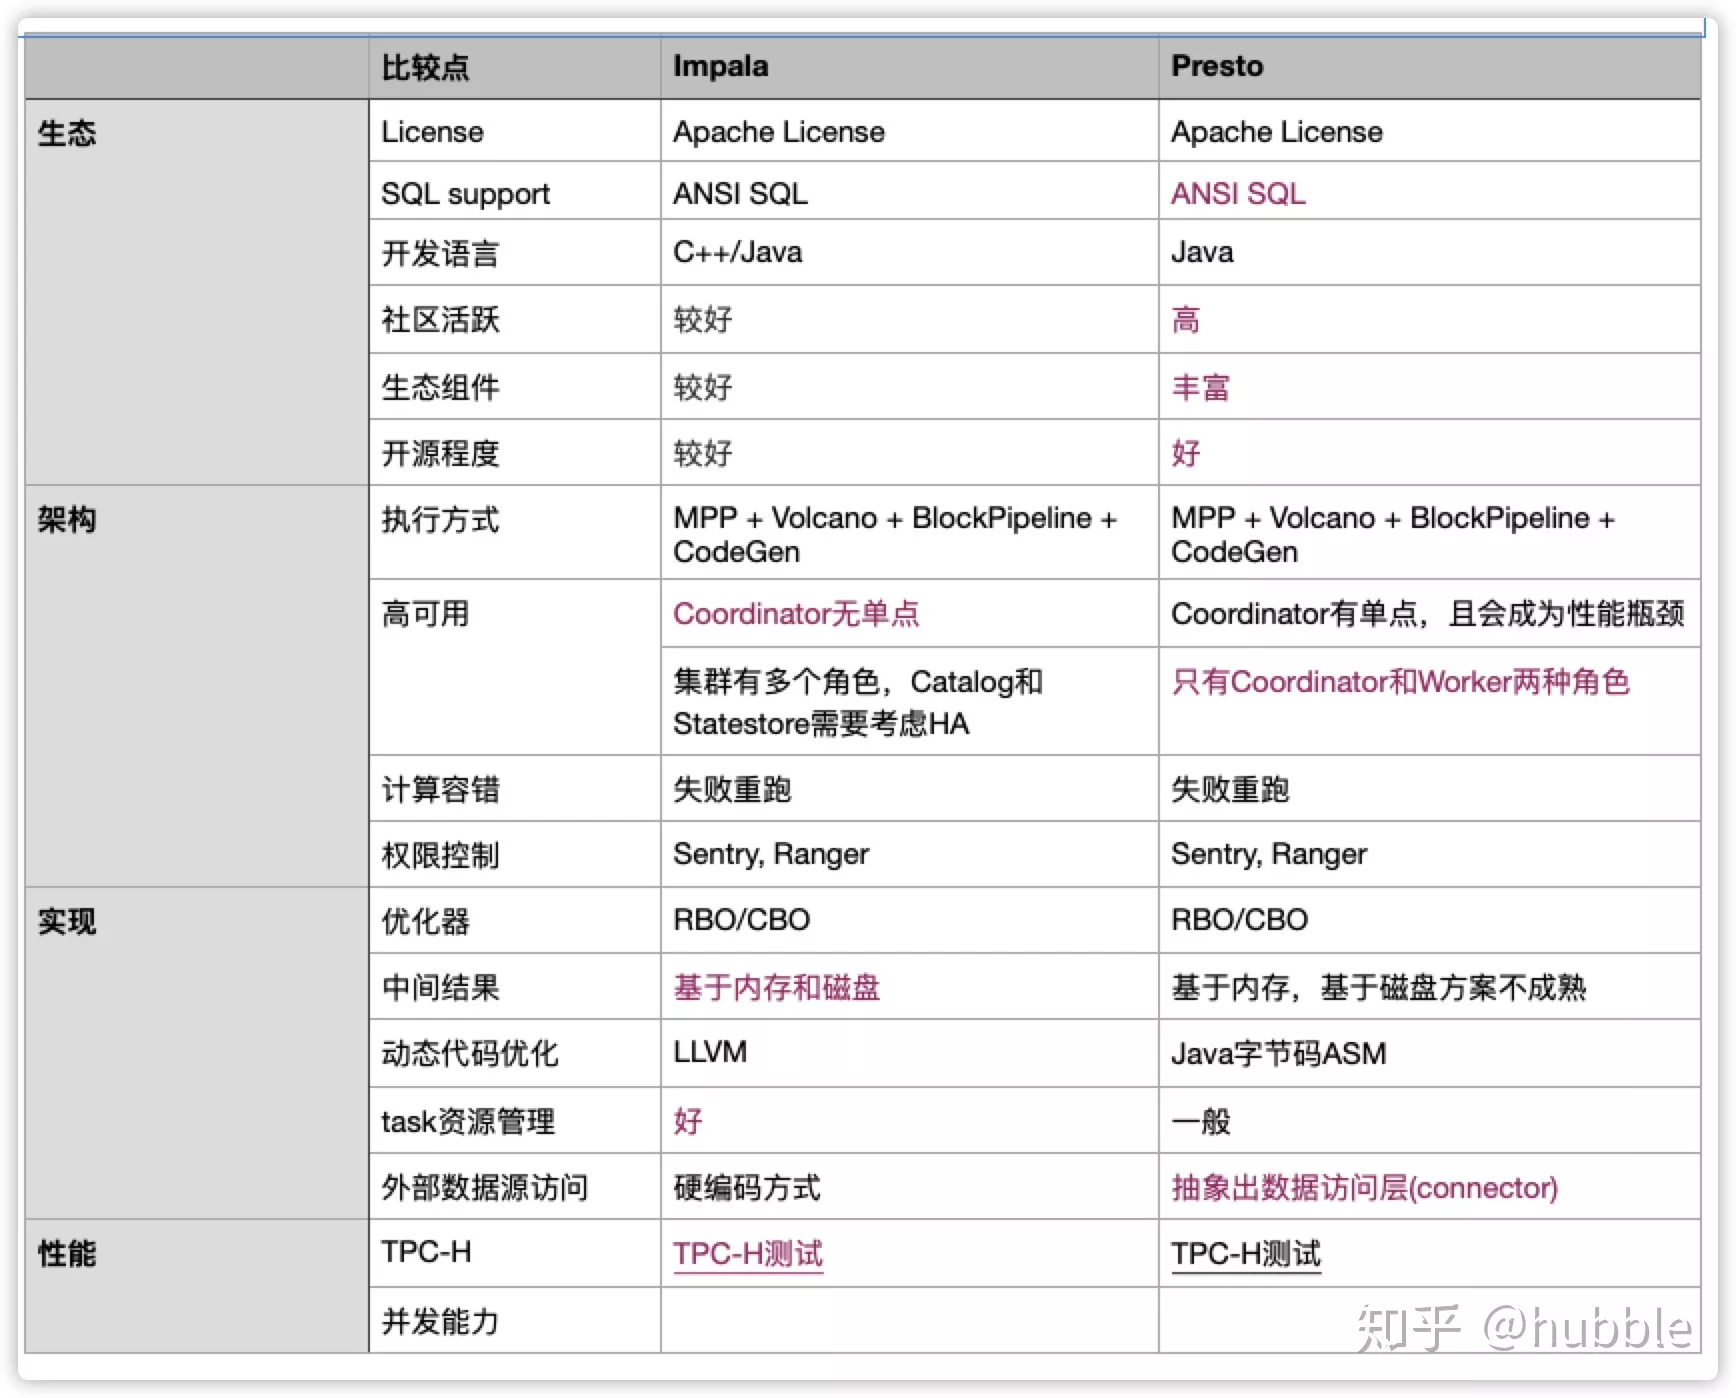 比较点 Impala Presto
生态 License Apache License Apache License
SQL support ANSI SQL ANSI SQL
开发语言 C++/Java Java
社区活跃 较好 高
生态组件 较好 丰富
开源程度 较好 好
架构 执行方式 MPP + Volcano + BlockPipeline + CodeGen MPP + Volcano + BlockPipeline + CodeGen
高可用 Coordinator无单点 Coordinator有单点，且会成为性能瓶颈
集群有多个角色，Catalog和Statestore需要考虑HA 只有Coordinator和Worker两种角色
计算容错 失败重跑 失败重跑
权限控制 Sentry, Ranger Sentry, Ranger
实现 优化器 RBO/CBO RBO/CBO
中间结果 基于内存和磁盘 基于内存，基于磁盘方案不成熟
动态代码优化 LLVM Java字节码ASM
task资源管理 好 一般
外部数据源访问 硬编码方式 抽象出数据访问层(connector)
性能 TPC-H TPC-H测试 TPC-H测试
并发能力
知乎 @hubble